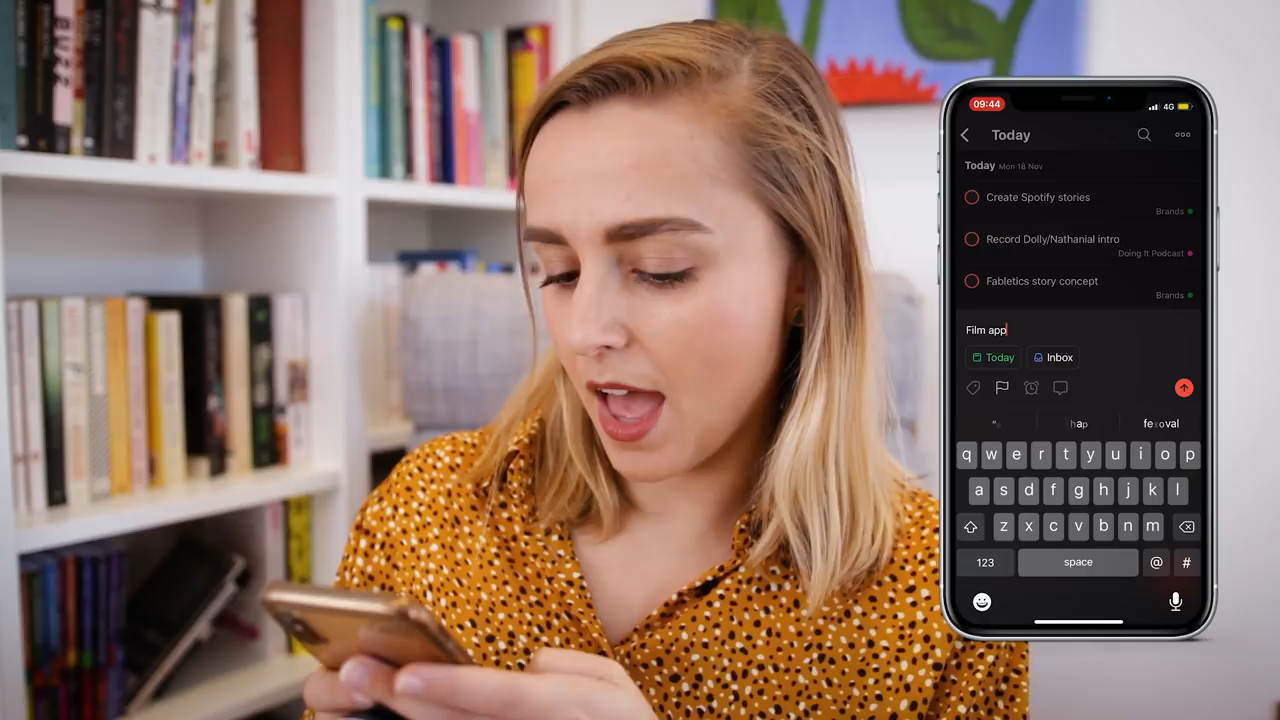 BUZZ
09:44
4G
Today
Today Mon 18 Nov
Create Spotify stories
Brands
Record Dolly/Nathanial intro
Doing It Podcast
Fabletics story concept
Brands
Film app
Today Inbox
q w e r t y u i o p
a s d f g h j k l
z x c v b n m
123 space @ #